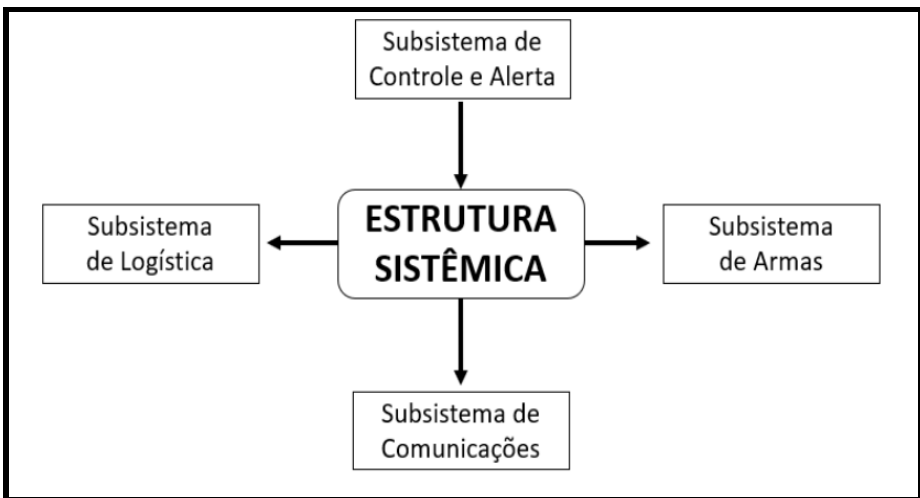 Subsistema de
Controle e Alerta
Subsistema
de Logística
ESTRUTURA
SISTÊMICA
Subsistema
de Armas
Subsistema de
Comunicações